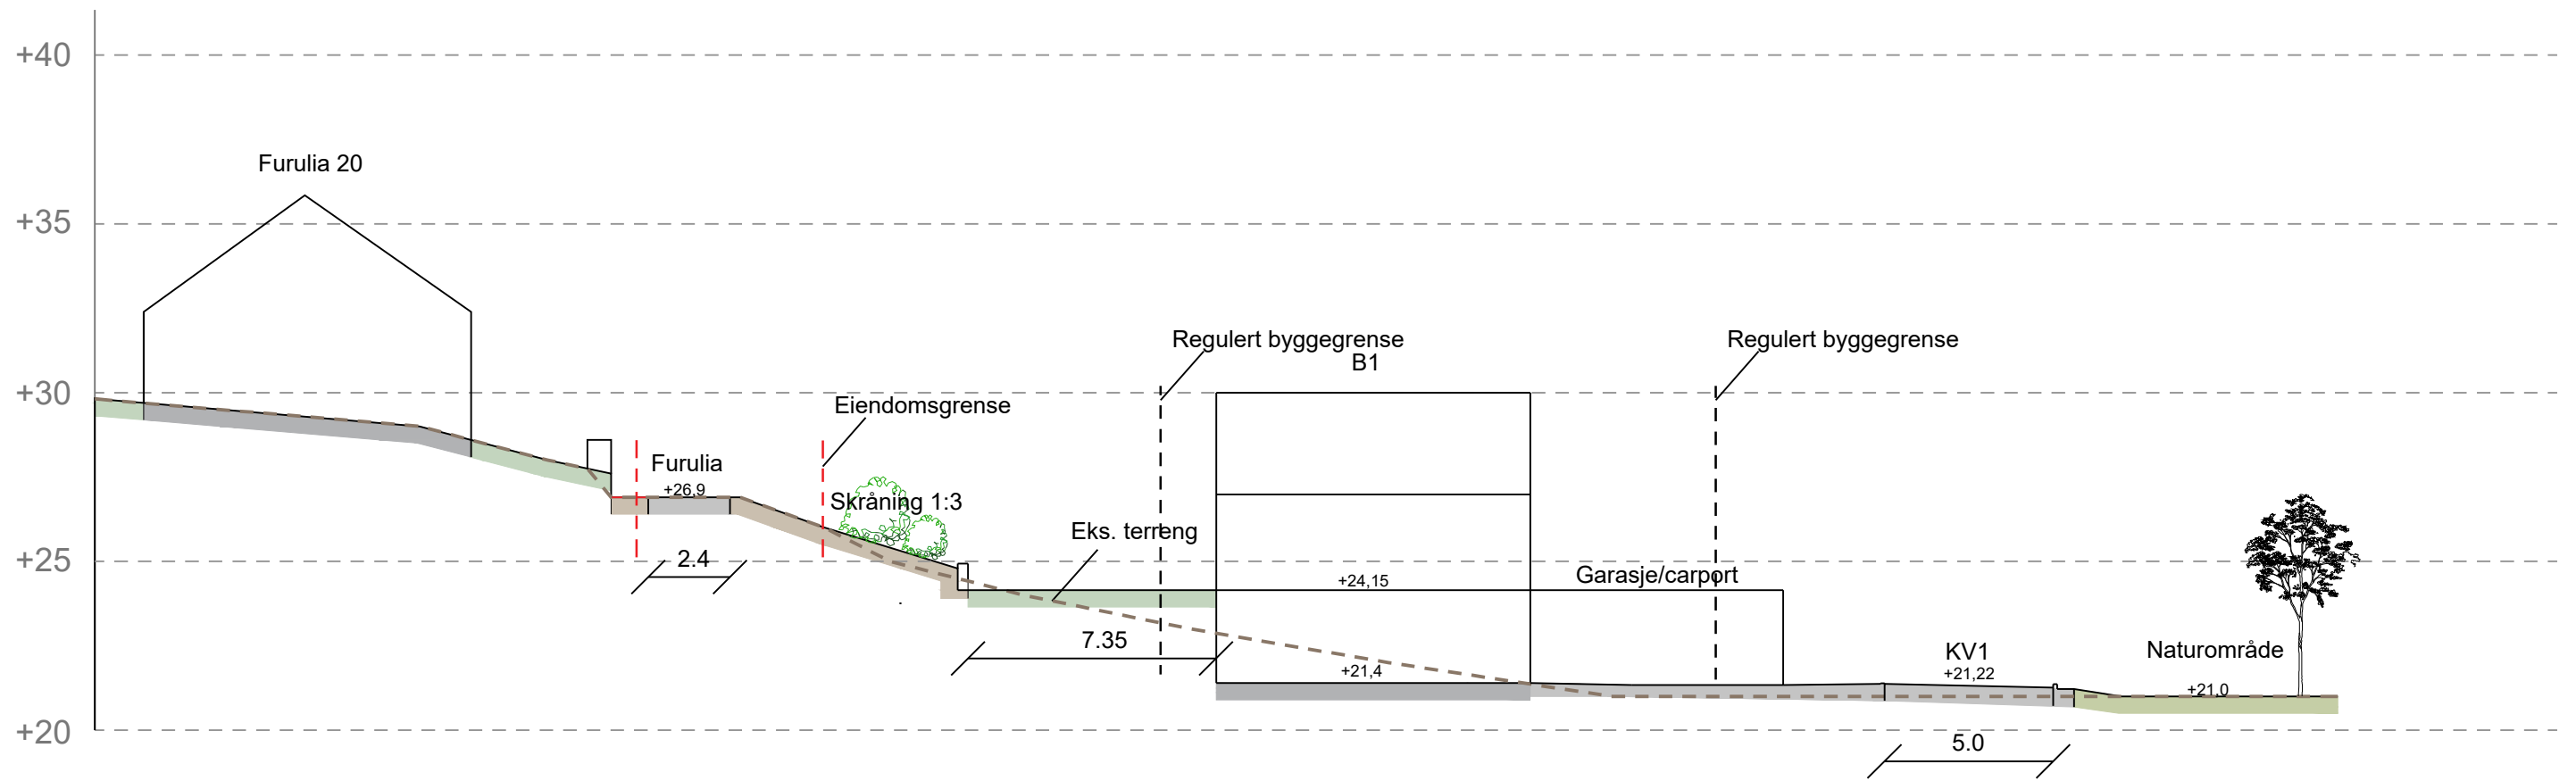 +40
Furulia 20
+35
Regulert byggegrense
Regulert byggegrense
B1
+30
Eiendomsgrense
Furulia
+26,9
Skråning 1:3
Eks. terreng
+25
2.4
+24,15
Garasje/carport
7.35
+21,4
KV1
+21,22
Naturområde
+21,0
+20
5.0